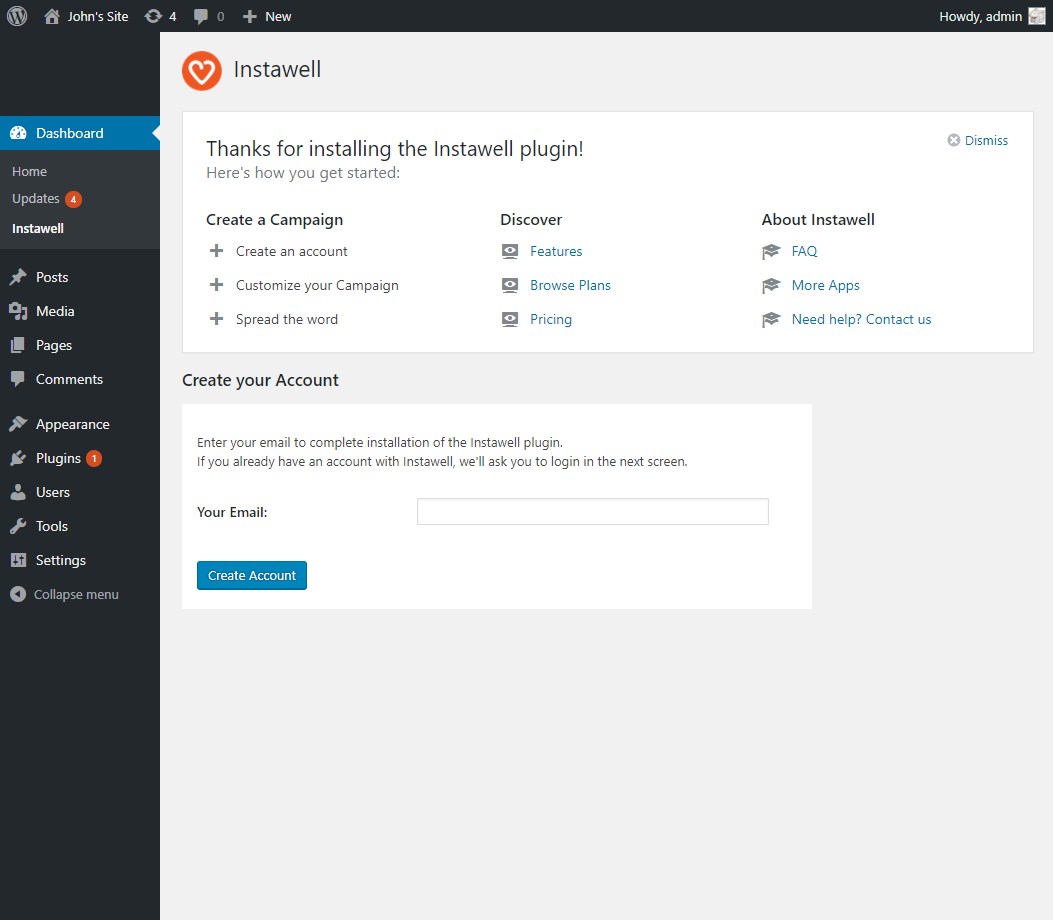 John's Site 4 0 New Howdy, admin
Instawell
Dashboard
Home
Updates 4
Instawell
Posts
Media
Pages
Comments
Appearance
Plugins 1
Users
Tools
Settings
Collapse menu
Thanks for installing the Instawell plugin!
Dismiss
Here's how you get started:
Create a Campaign
Create an account
Customize your Campaign
Spread the word
Discover
Features
Browse Plans
Pricing
About Instawell
FAQ
More Apps
Need help? Contact us
Create your Account
Enter your email to complete installation of the Instawell plugin.
If you already have an account with Instawell, we'll ask you to login in the next screen.
Your Email:
Create Account